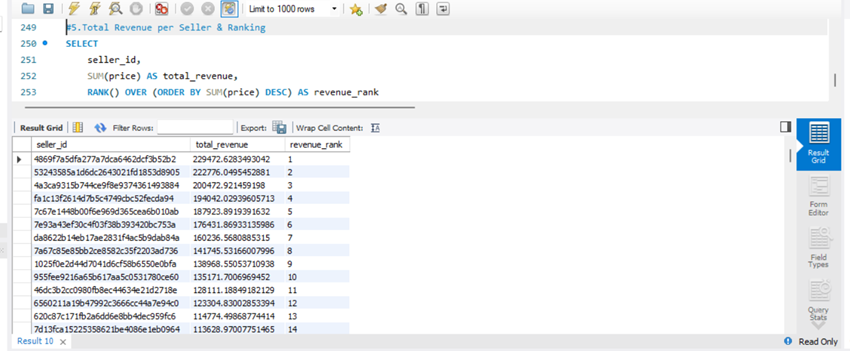 Limit to 1000 rows
249 #5.Total Revenue per Seller & Ranking
250 SELECT
251 seller_id,
252 SUM(price) AS total_revenue,
253 RANK() OVER (ORDER BY SUM(price) DESC) AS revenue_rank
Result Grid Filter Rows: Export: Wrap Cell Content:
seller_id total_revenue revenue_rank
4869f7a5dfa277a7dca6462dcf3b52b2 229472.6283493042 1
53243585a1d6dc2643021fd1853d8905 222776.0495452881 2
4a3ca9315b744ce9f8e9374361493884 200472.921459198 3
fa1c13f2614d7b5c4749cbc52fecda94 194042.02939605713 4
7c67e1448b00f6e969d365cea6b010ab 187923.8919391632 5
7e93a43ef30c4f03f38b393420bc753a 176431.86933135986 6
da8622b14eb17ae2831f4ac5b9dab84a 160236.5680885315 7
7a67c85e85bb2ce8582c35f2203ad736 141745.53166007996 8
1025f0e2d44d7041d6cf58b6550e0bfa 138968.55053710938 9
955fee9216a65b617aa5c0531780ce60 135171.7006969452 10
46dc3b2cc0980fb8ec44634e21d2718e 128111.18849182129 11
6560211a19b47992c3666cc44a7e94c0 123304.83002853394 12
620c87c171fb2a6dd6e8bb4dec959fc6 114774.49868774414 13
7d13fca15225358621be4086e1eb0964 113628.97007751465 14
Result
Grid
Form
Editor
Field
Types
Query
Stats
Result 10
Read Only